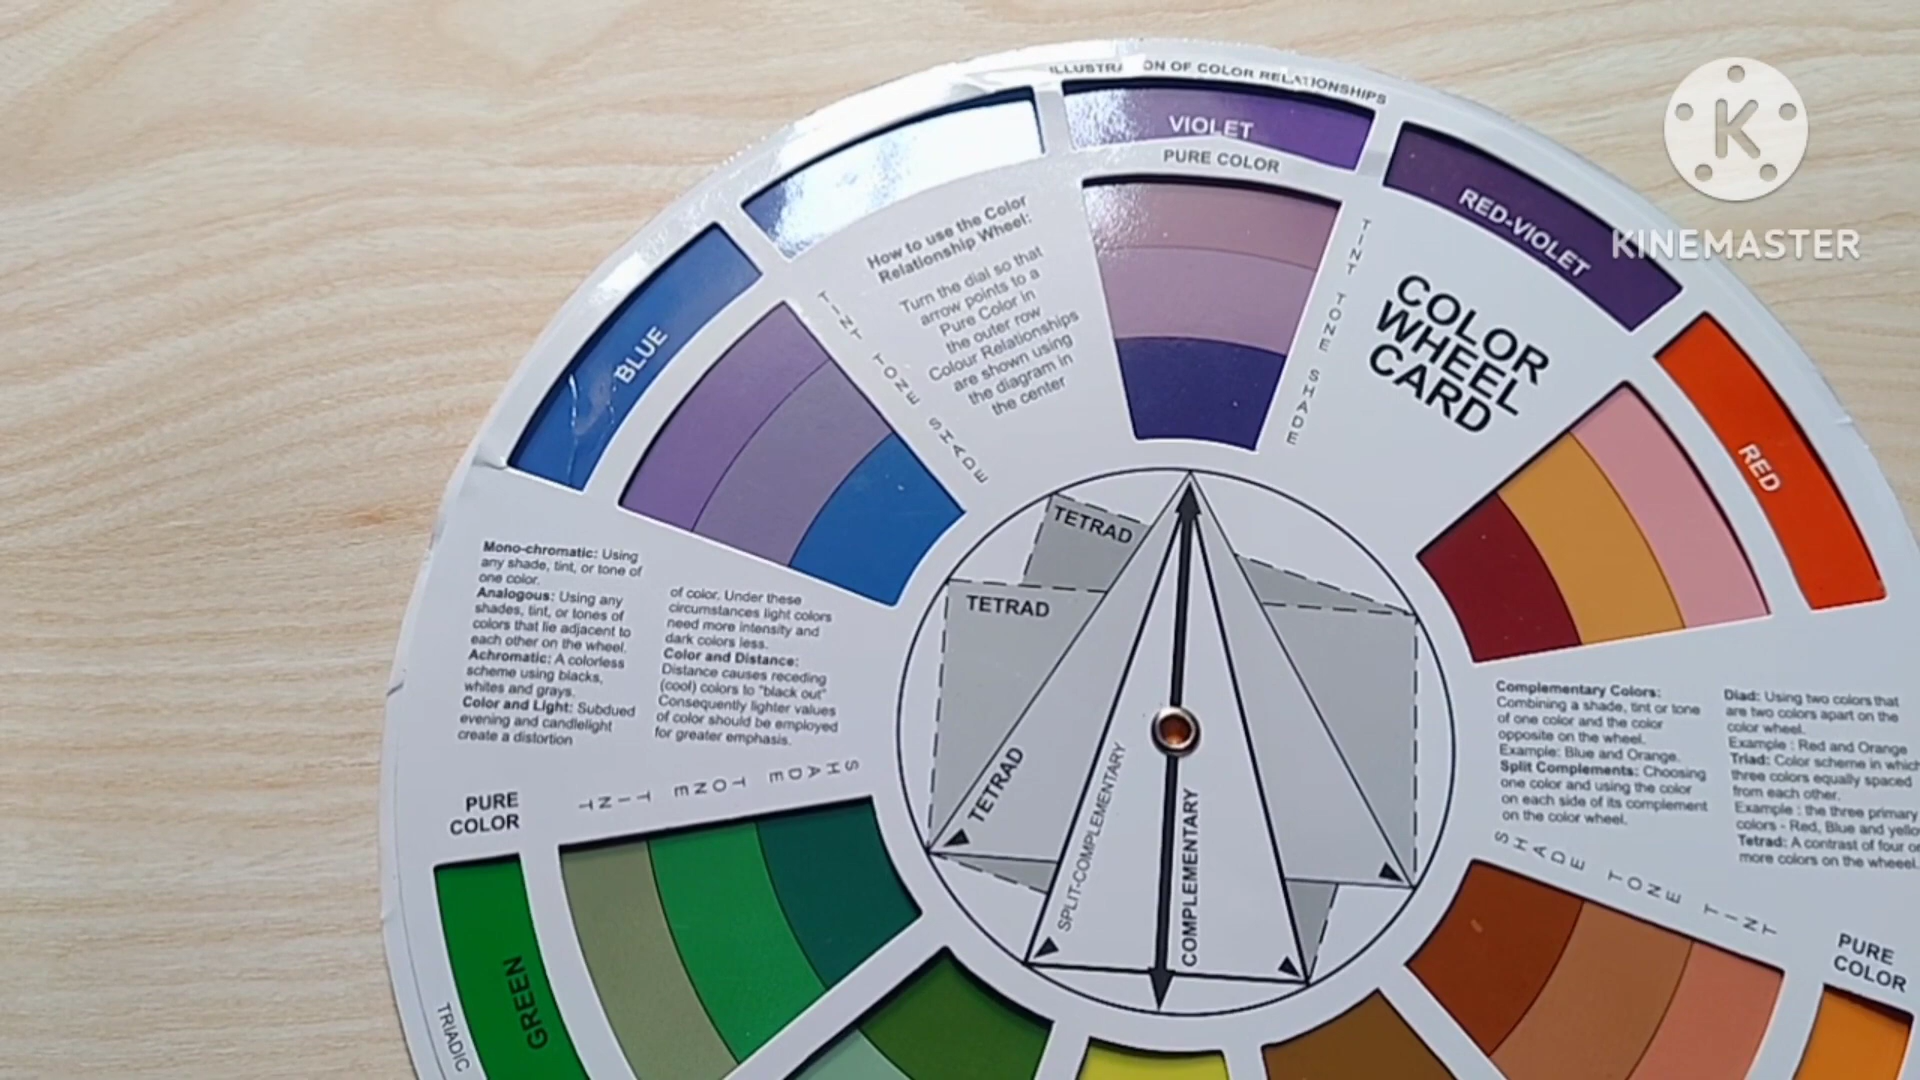 ILLUSTRATION OF COLOR RELATIONSHIPS
VIOLET
PURE COLOR
RED-VIOLET
K
KINEMASTER
BLUE
RED
How to use the Color
Relationship Wheel:
Turn the dial so that
arrow points to a
Pure Color in
the outer row
Colour Relationships
are shown using
the diagram in
the center
TINT TONE SHADE
TINT TONE SHADE
COLOR
WHEEL
CARD
TETRAD
TETRAD
TETRAD
SPLIT-COMPLEMENTARY
COMPLEMENTARY
Mono-chromatic: Using
any shade, tint, or tone of
one color.
Analogous: Using any
shades, tint, or tones of
colors that lie adjacent to
each other on the wheel.
Achromatic: A colorless
scheme using blacks,
whites and grays.
Color and Light: Subdued
evening and candlelight
create a distortion
of color. Under these
circumstances light colors
need more intensity and
dark colors less.
Color and Distance:
Distance causes receding
(cool) colors to "black out"
Consequently lighter values
of color should be employed
for greater emphasis.
Complementary Colors:
Combining a shade, tint or tone
of one color and the color
opposite on the wheel.
Example: Blue and Orange.
Split Complements: Choosing
one color and using the color
on each side of its complement
on the color wheel.
Diad: Using two colors that
are two colors apart on the
color wheel.
Example : Red and Orange
Triad: Color scheme in which
three colors equally spaced
from each other.
Example : the three primary
colors - Red, Blue and yello
Tetrad: A contrast of four or
more colors on the wheeel.
SHADE TONE TINT
SHADE TONE TINT
PURE
COLOR
PURE
COLOR
GREEN
TRIADIC